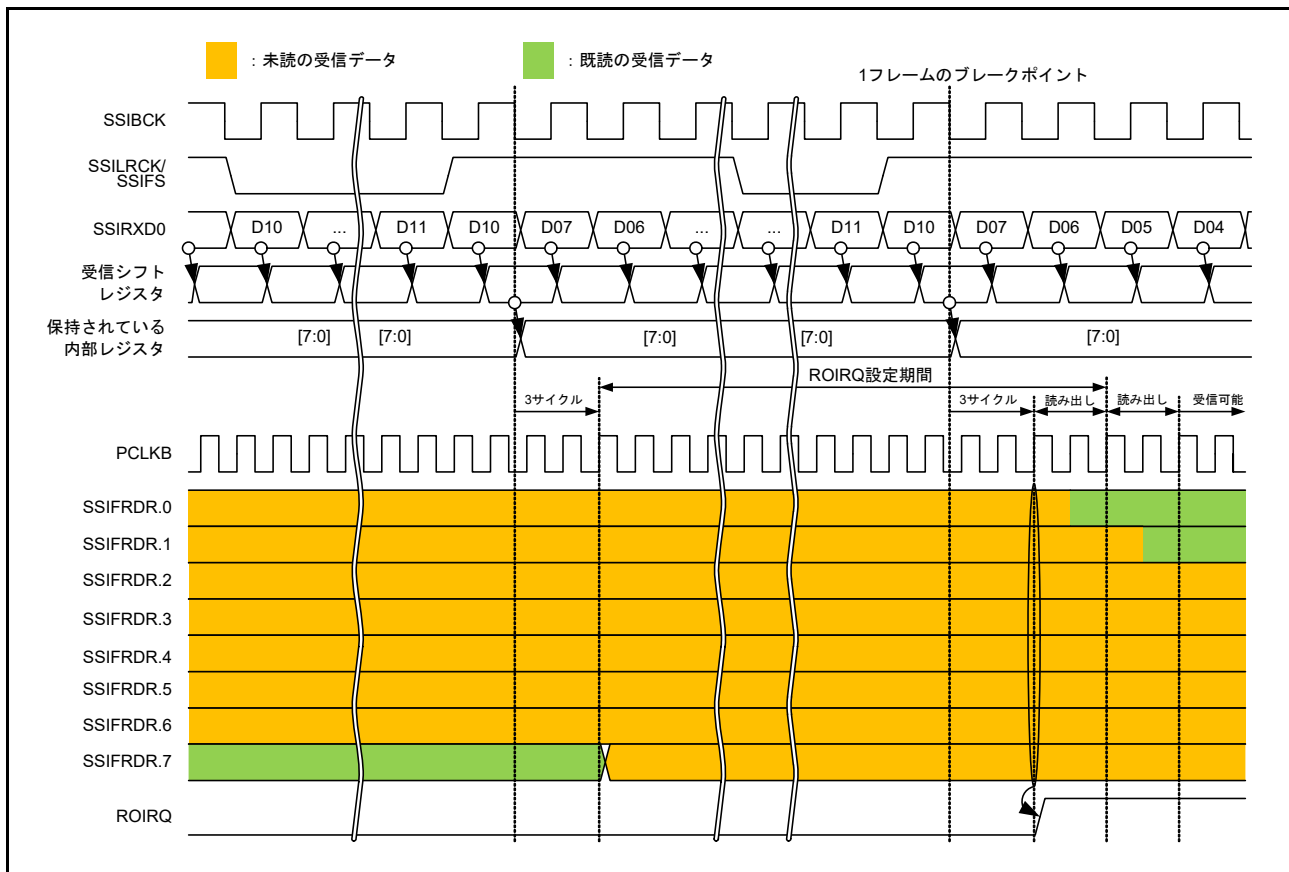 ：未読の受信データ
：既読の受信データ
1フレームのブレークポイント
SSIBCK
SSILRCK/
SSIFS
SSIRXD0
D10
...
D11
D10
D07
D06
...
...
D11
D10
D07
D06
D05
D04
受信シフト
レジスタ
保持されている
内部レジスタ
[7:0]
[7:0]
[7:0]
[7:0]
[7:0]
ROIRQ設定期間
3サイクル
3サイクル
読み出し
読み出し
受信可能
PCLKB
SSIFRDR.0
SSIFRDR.1
SSIFRDR.2
SSIFRDR.3
SSIFRDR.4
SSIFRDR.5
SSIFRDR.6
SSIFRDR.7
ROIRQ